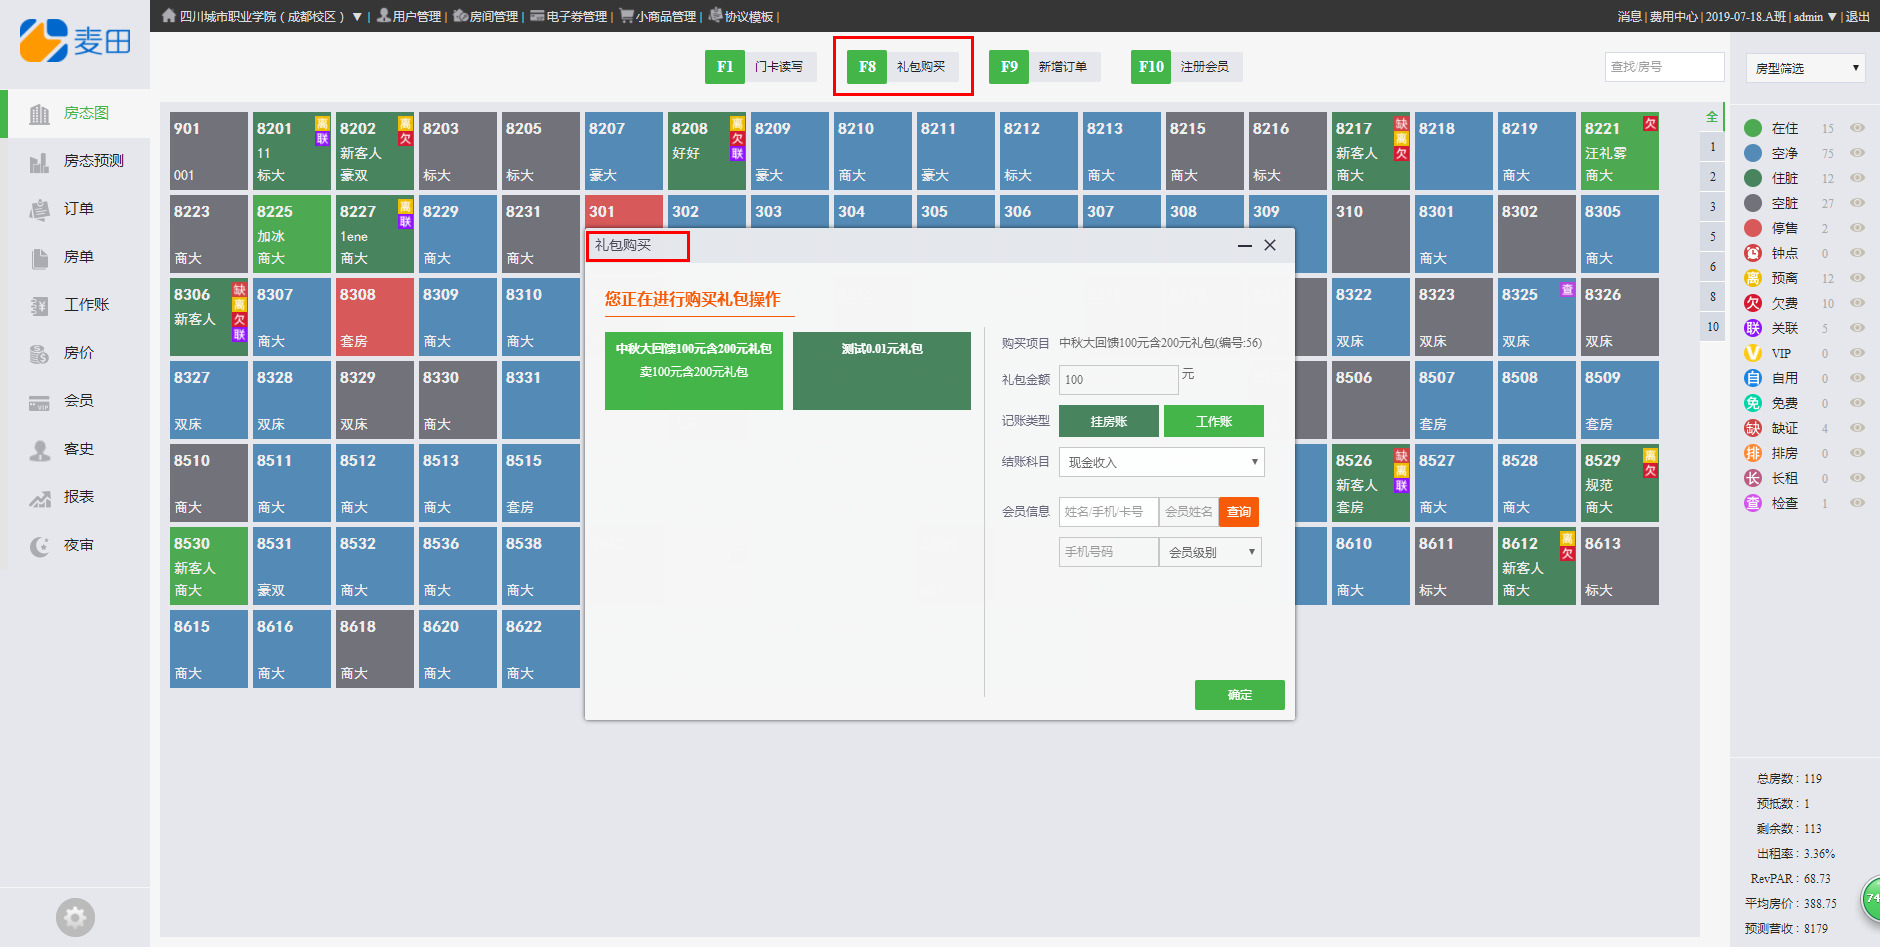 四川城市职业学院（成都校区） ▼ | 用户管理 | 房间管理 | 电子券管理 | 小商品管理 | 协议模板 |
消息 | 费用中心 | 2019-07-18.A班 | admin ▼ | 退出
麦田
F1 门卡读写
F8 礼包购买
F9 新增订单
F10 注册会员
查找/房号
房型筛选
房态图
房态预测
订单
房单
工作账
房价
会员
客史
报表
夜审
901
001
8201 离
11 联
标大
8202 离
新客人 欠
豪双
8203
标大
8205
标大
8207
豪大
8208 离
好好 欠
联
8209
豪大
8210
商大
8211
豪大
8212
标大
8213
商大
8215
商大
8216
标大
8217 缺
新客人 离
商大 欠
8218
8219
商大
8221 欠
汪礼雾
商大
8223
商大
8225
加冰
商大
8227 离
1ene 联
商大
8229
商大
8231
商大
301
302
303
304
305
306
307
308
309
310
8301
商大
8302
8305
商大
8306 缺
新客人 离
欠
联
8307
商大
8308
套房
8309
商大
8310
商大
8322
双床
8323
双床
8325 查
双床
8326
双床
8327
双床
8328
双床
8329
双床
8330
商大
8331
8506
8507
套房
8508
8509
套房
8510
商大
8511
商大
8512
商大
8513
商大
8515
套房
8526 缺
新客人 离
套房 联
8527
商大
8528
商大
8529 离
规范 欠
商大
8530
新客人
商大
8531
豪双
8532
商大
8536
商大
8538
商大
8610
商大
8611
标大
8612 离
新客人 欠
商大
8613
标大
8615
商大
8616
商大
8618
商大
8620
商大
8622
商大
礼包购买
您正在进行购买礼包操作
中秋大回馈100元含200元礼包
卖100元含200元礼包
测试0.01元礼包
购买项目 中秋大回馈100元含200元礼包(编号:56)
礼包金额 100 元
记账类型 挂房账 工作账
结账科目 现金收入
会员信息 姓名/手机/卡号 会员姓名 查询
手机号码 会员级别
确定
全
1
2
3
5
6
8
10
在住 15
空净 75
住脏 12
空脏 27
停售 2
钟点 0
离 预离 12
欠 欠费 10
联 关联 5
V VIP 0
自 自用 0
免 免费 0
缺 缺证 4
排 排房 0
长 长租 0
查 检查 1
总房数：119
预抵数：1
剩余数：113
出租率：3.36%
RevPAR：68.73
平均房价：388.75
预测营收：8179
74